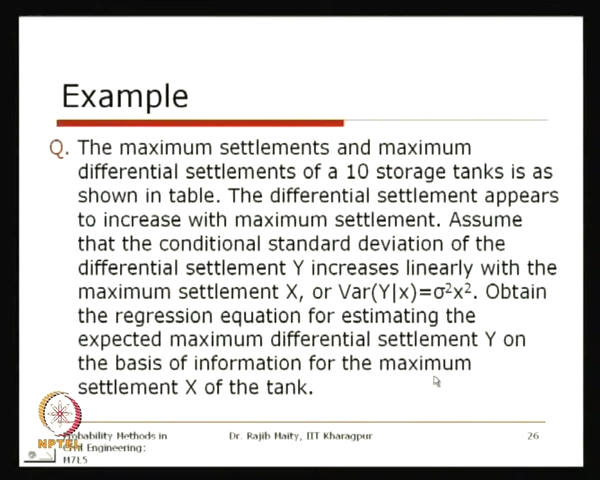 Example
Q. The maximum settlements and maximum
differential settlements of a 10 storage tanks is as
shown in table. The differential settlement appears
to increase with maximum settlement. Assume
that the conditional standard deviation of the
differential settlement Y increases linearly with the
maximum settlement X, or Var(Y|x)=σ²x². Obtain
the regression equation for estimating the
expected maximum differential settlement Y on
the basis of information for the maximum
settlement X of the tank.
Probability Methods in
Civil Engineering:
M7L5
Dr. Rajib Maity, IIT Kharagpur
26
NPTEL